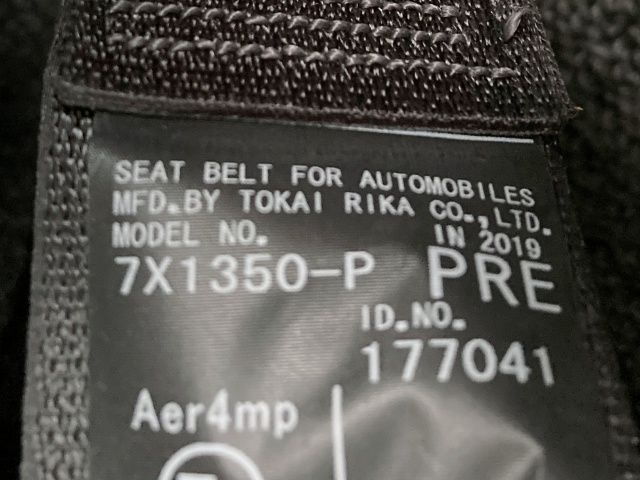 SEAT BELT FOR AUTOMOBILES
MFD.BY TOKAI RIKA CO.,LTD.
MODEL NO. IN 2019
7X1350-P PRE
ID.NO.
177041
Aer4mp